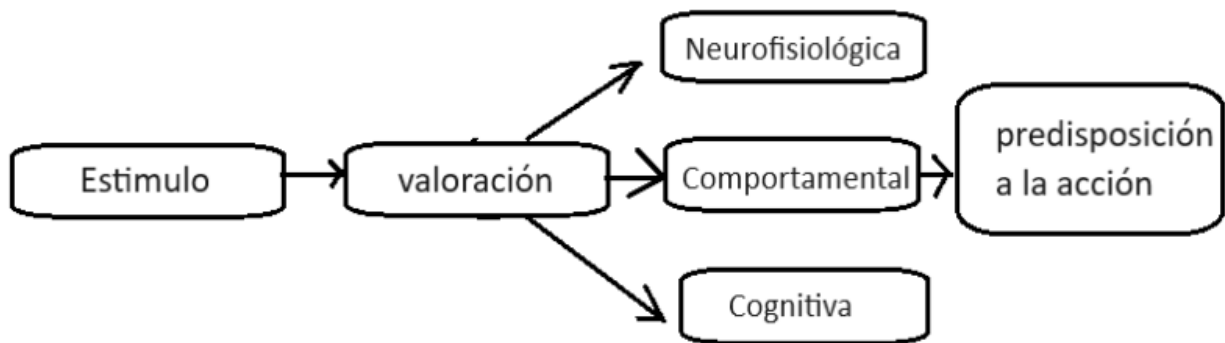 Neurofisiológica
Estimulo
valoración
Comportamental
predisposición
a la acción
Cognitiva